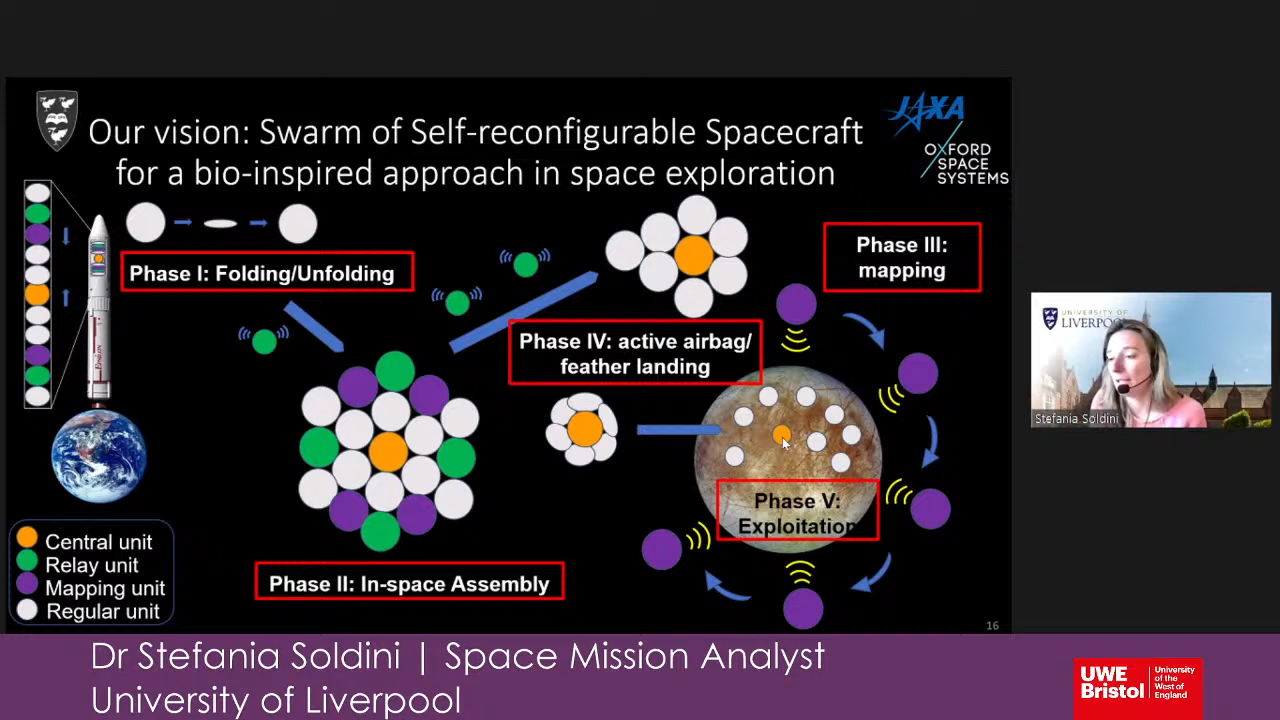 Our vision: Swarm of Self-reconfigurable Spacecraft
for a bio-inspired approach in space exploration
JAXA
OXFORD
SPACE
SYSTEMS
Phase I: Folding/Unfolding
Phase III:
mapping
Phase IV: active airbag/
feather landing
Epsilon
Phase V:
Exploitation
Phase II: In-space Assembly
Central unit
Relay unit
Mapping unit
Regular unit
16
UNIVERSITY OF
LIVERPOOL
Stefania Soldini
Dr Stefania Soldini | Space Mission Analyst
University of Liverpool
UWE
Bristol
University
of the
West of
England